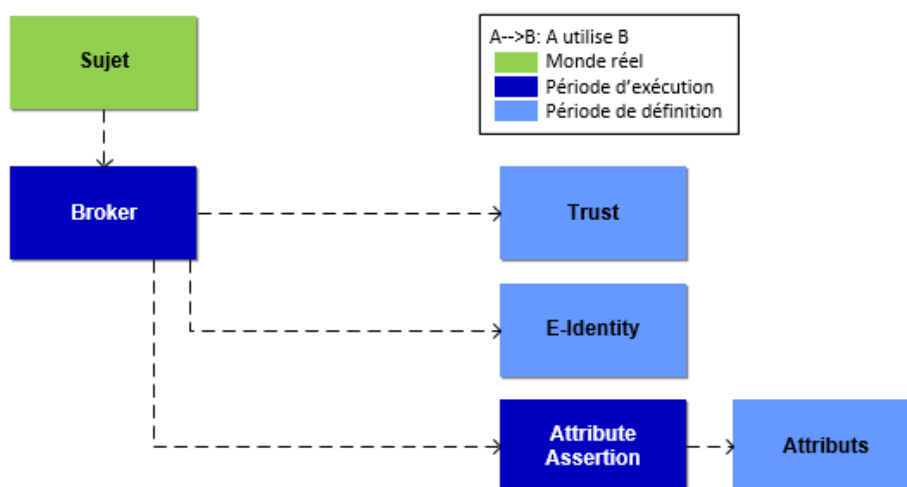 Sujet
A-->B: A utilise B
Monde réel
Période d'exécution
Période de définition
Broker
Trust
E-Identity
Attribute
Assertion
Attributs